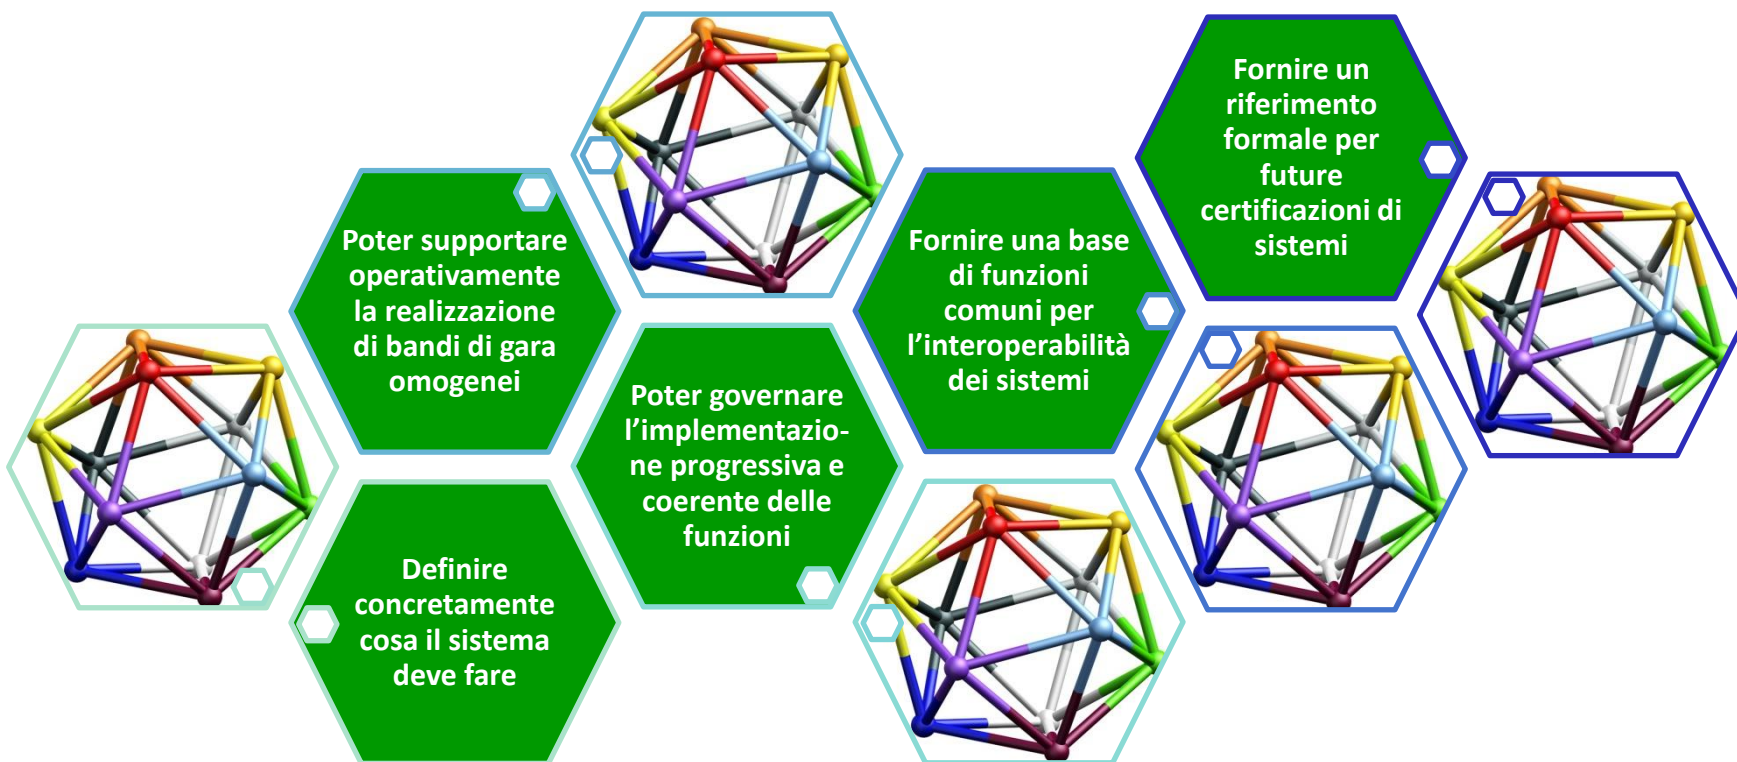 Poter supportare
operativamente
la realizzazione
di bandi di gara
omogenei
Definire
concretamente
cosa il sistema
deve fare
Poter governare
l’implementazio-
ne progressiva e
coerente delle
funzioni
Fornire una base
di funzioni
comuni per
l’interoperabilità
dei sistemi
Fornire un
riferimento
formale per
future
certificazioni di
sistemi